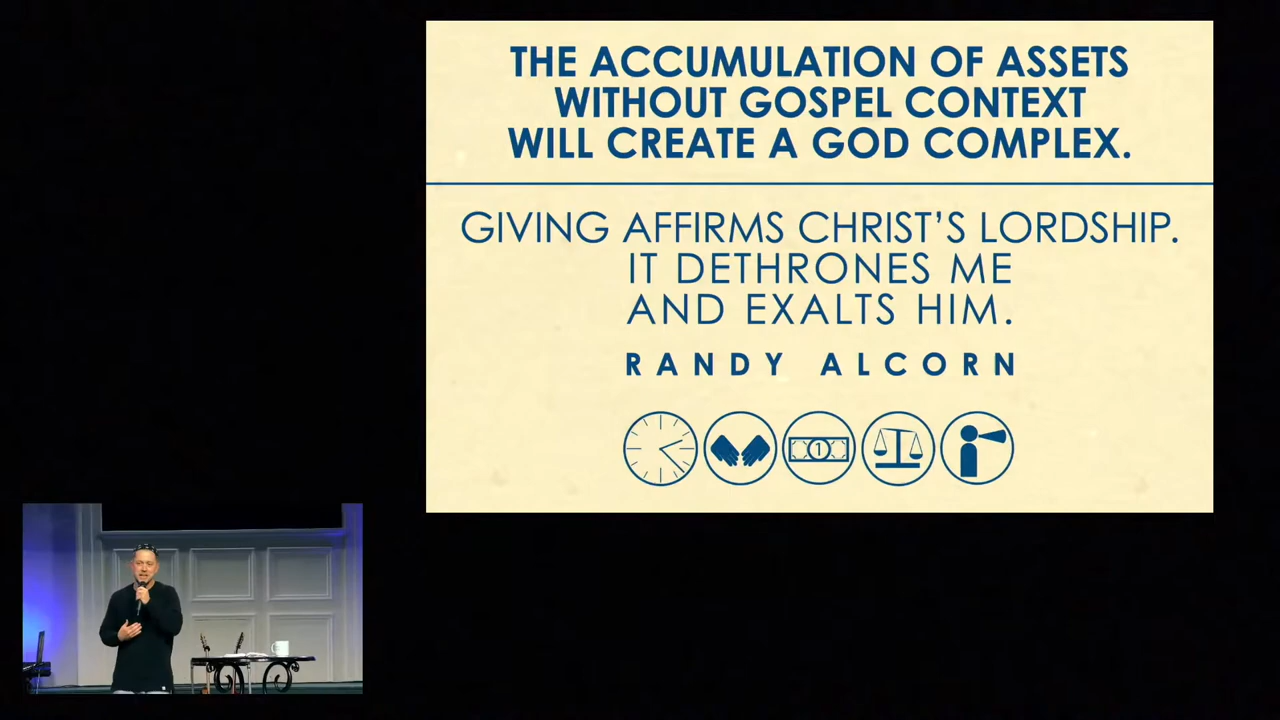 THE ACCUMULATION OF ASSETS
WITHOUT GOSPEL CONTEXT
WILL CREATE A GOD COMPLEX.
GIVING AFFIRMS CHRIST'S LORDSHIP.
IT DETHRONES ME
AND EXALTS HIM.
RANDY ALCORN
1